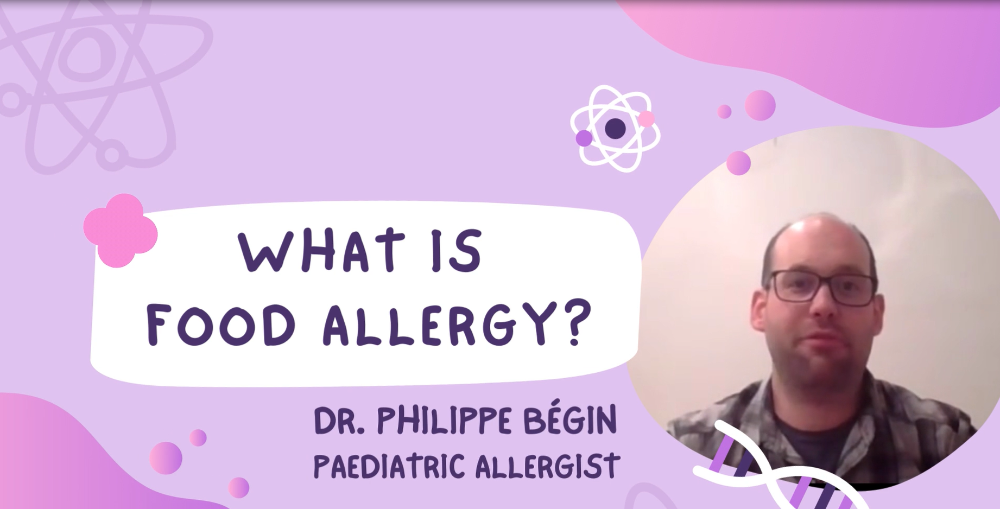 WHAT IS
FOOD ALLERGY?
DR. PHILIPPE BÉGIN
PAEDIATRIC ALLERGIST